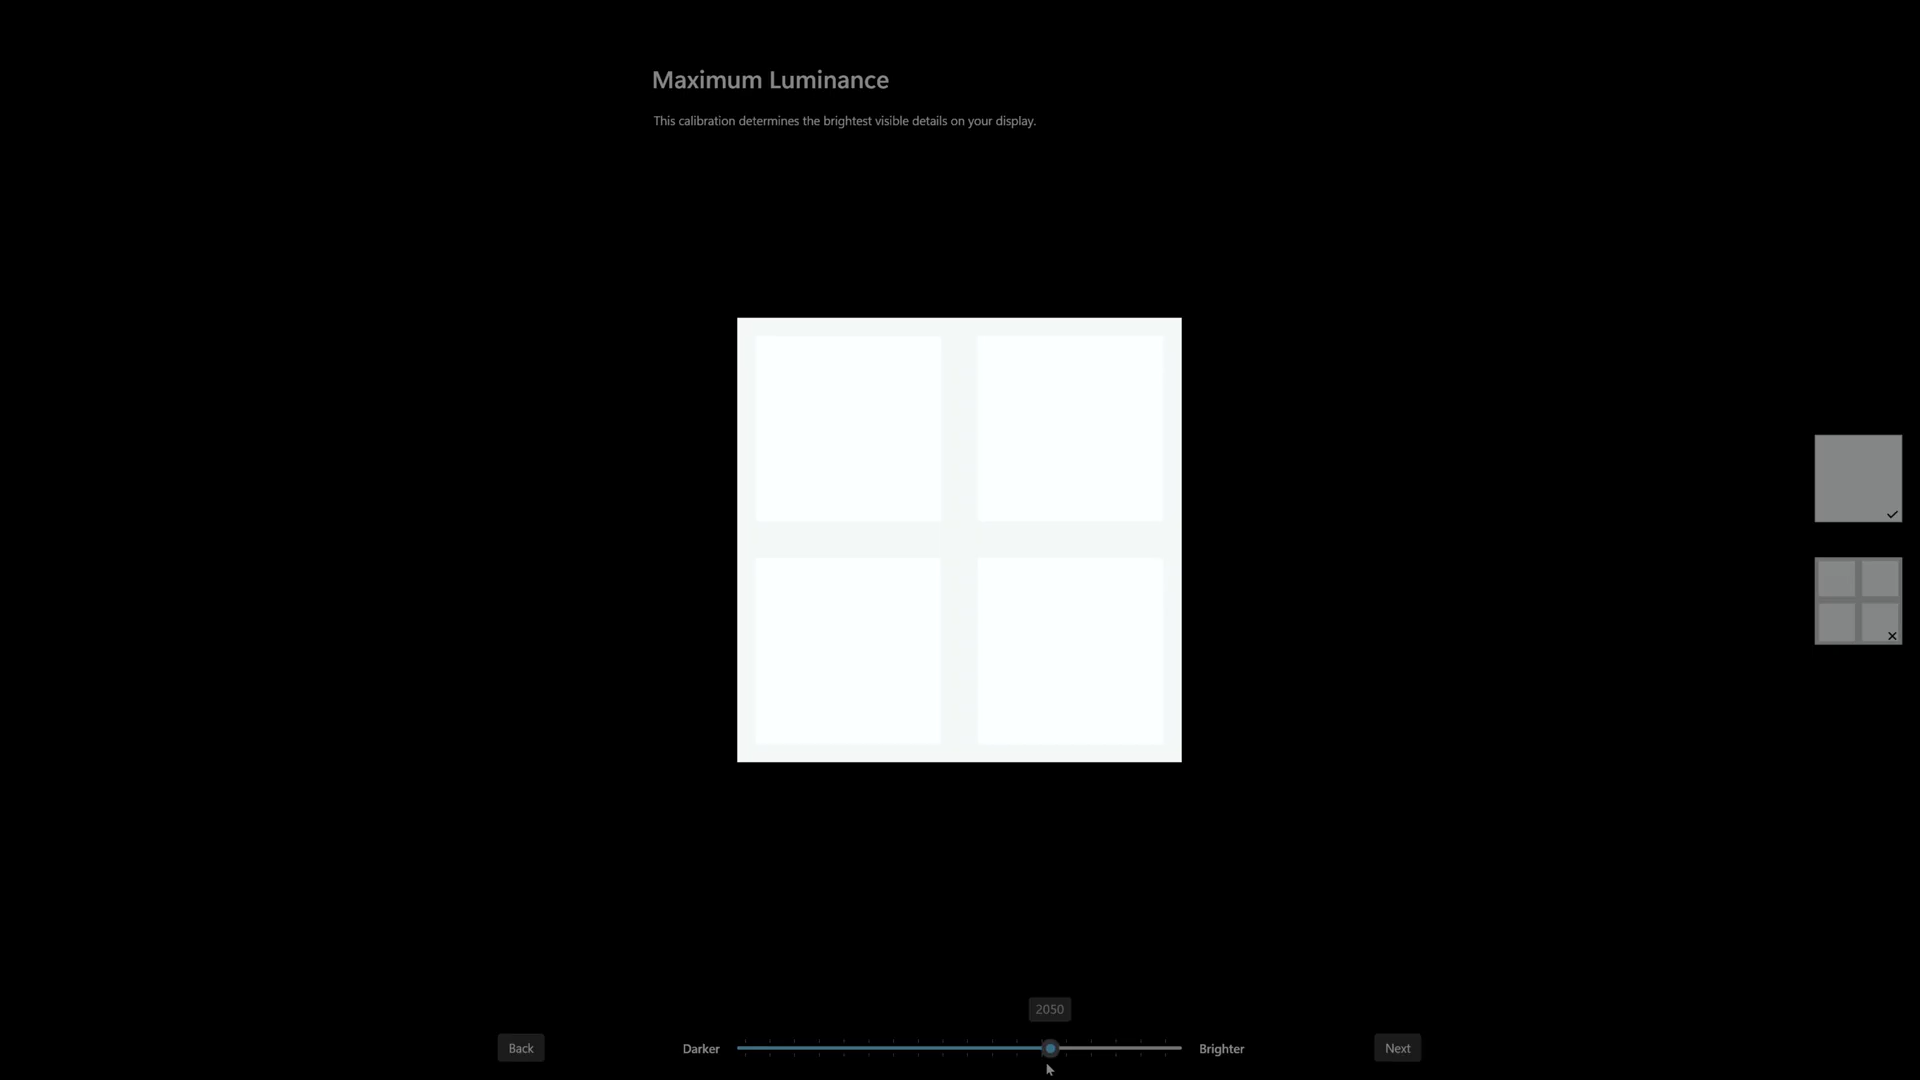 Maximum Luminance
This calibration determines the brightest visible details on your display.
2050
Back
Darker
Brighter
Next